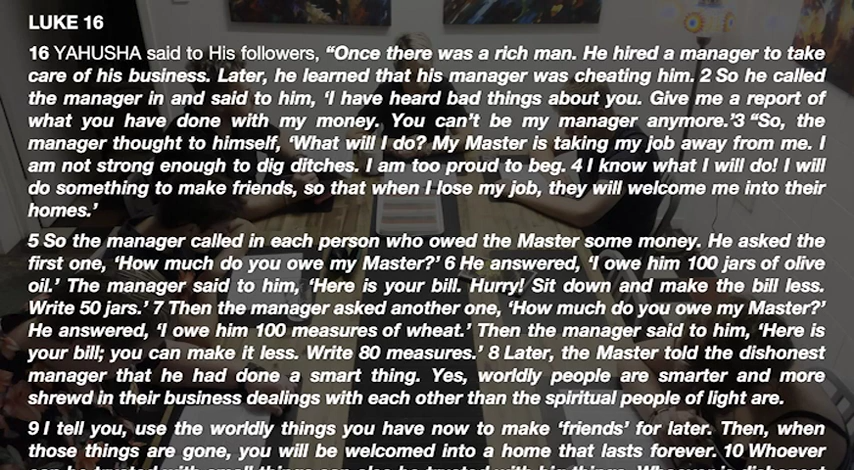 LUKE 16
16 YAHUSHA said to His followers, “Once there was a rich man. He hired a manager to take
care of his business. Later, he learned that his manager was cheating him. 2 So he called
the manager in and said to him, ‘I have heard bad things about you. Give me a report of
what you have done with my money. You can’t be my manager anymore.’3 “So, the
manager thought to himself, ‘What will I do? My Master is taking my job away from me. I
am not strong enough to dig ditches. I am too proud to beg. 4 I know what I will do! I will
do something to make friends, so that when I lose my job, they will welcome me into their
homes.’
5 So the manager called in each person who owed the Master some money. He asked the
first one, ‘How much do you owe my Master?’ 6 He answered, ‘I owe him 100 jars of olive
oil.’ The manager said to him, ‘Here is your bill. Hurry! Sit down and make the bill less.
Write 50 jars.’ 7 Then the manager asked another one, ‘How much do you owe my Master?’
He answered, ‘I owe him 100 measures of wheat.’ Then the manager said to him, ‘Here is
your bill; you can make it less. Write 80 measures.’ 8 Later, the Master told the dishonest
manager that he had done a smart thing. Yes, worldly people are smarter and more
shrewd in their business dealings with each other than the spiritual people of light are.
9 I tell you, use the worldly things you have now to make ‘friends’ for later. Then, when
those things are gone, you will be welcomed into a home that lasts forever. 10 Whoever
can be trusted with small things can also be trusted with big things.